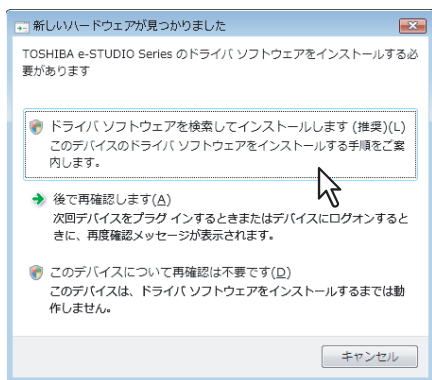 新しいハードウェアが見つかりました
TOSHIBA e-STUDIO Series のドライバ ソフトウェアをインストールする必
要があります
ドライバ ソフトウェアを検索してインストールします (推奨)(L)
このデバイスのドライバ ソフトウェアをインストールする手順をご案
内します。
後で再確認します(A)
次回デバイスをプラグ インするときまたはデバイスにログオンすると
きに、再度確認メッセージが表示されます。
このデバイスについて再確認は不要です(D)
このデバイスは、ドライバ ソフトウェアをインストールするまでは動
作しません。
キャンセル